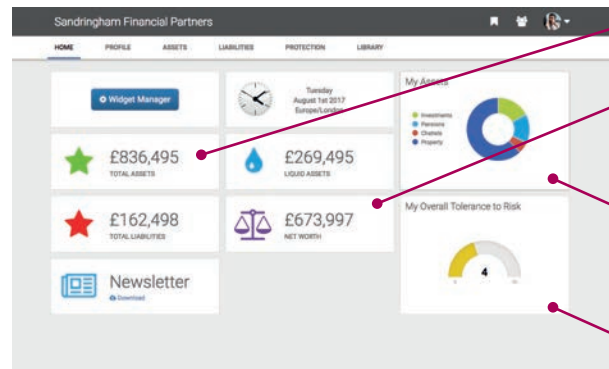 Sandringham Financial Partners
HOME PROFILE ASSETS LIABILITIES PROTECTION LIBRARY
Widget Manager
Tuesday
August 1st 2017
Europe/London
My Assets
Investments
Pensions
Chattels
Property
£836,495
TOTAL ASSETS
£269,495
LIQUID ASSETS
£162,498
TOTAL LIABILITIES
£673,997
NET WORTH
My Overall Tolerance to Risk
4
Newsletter
Download